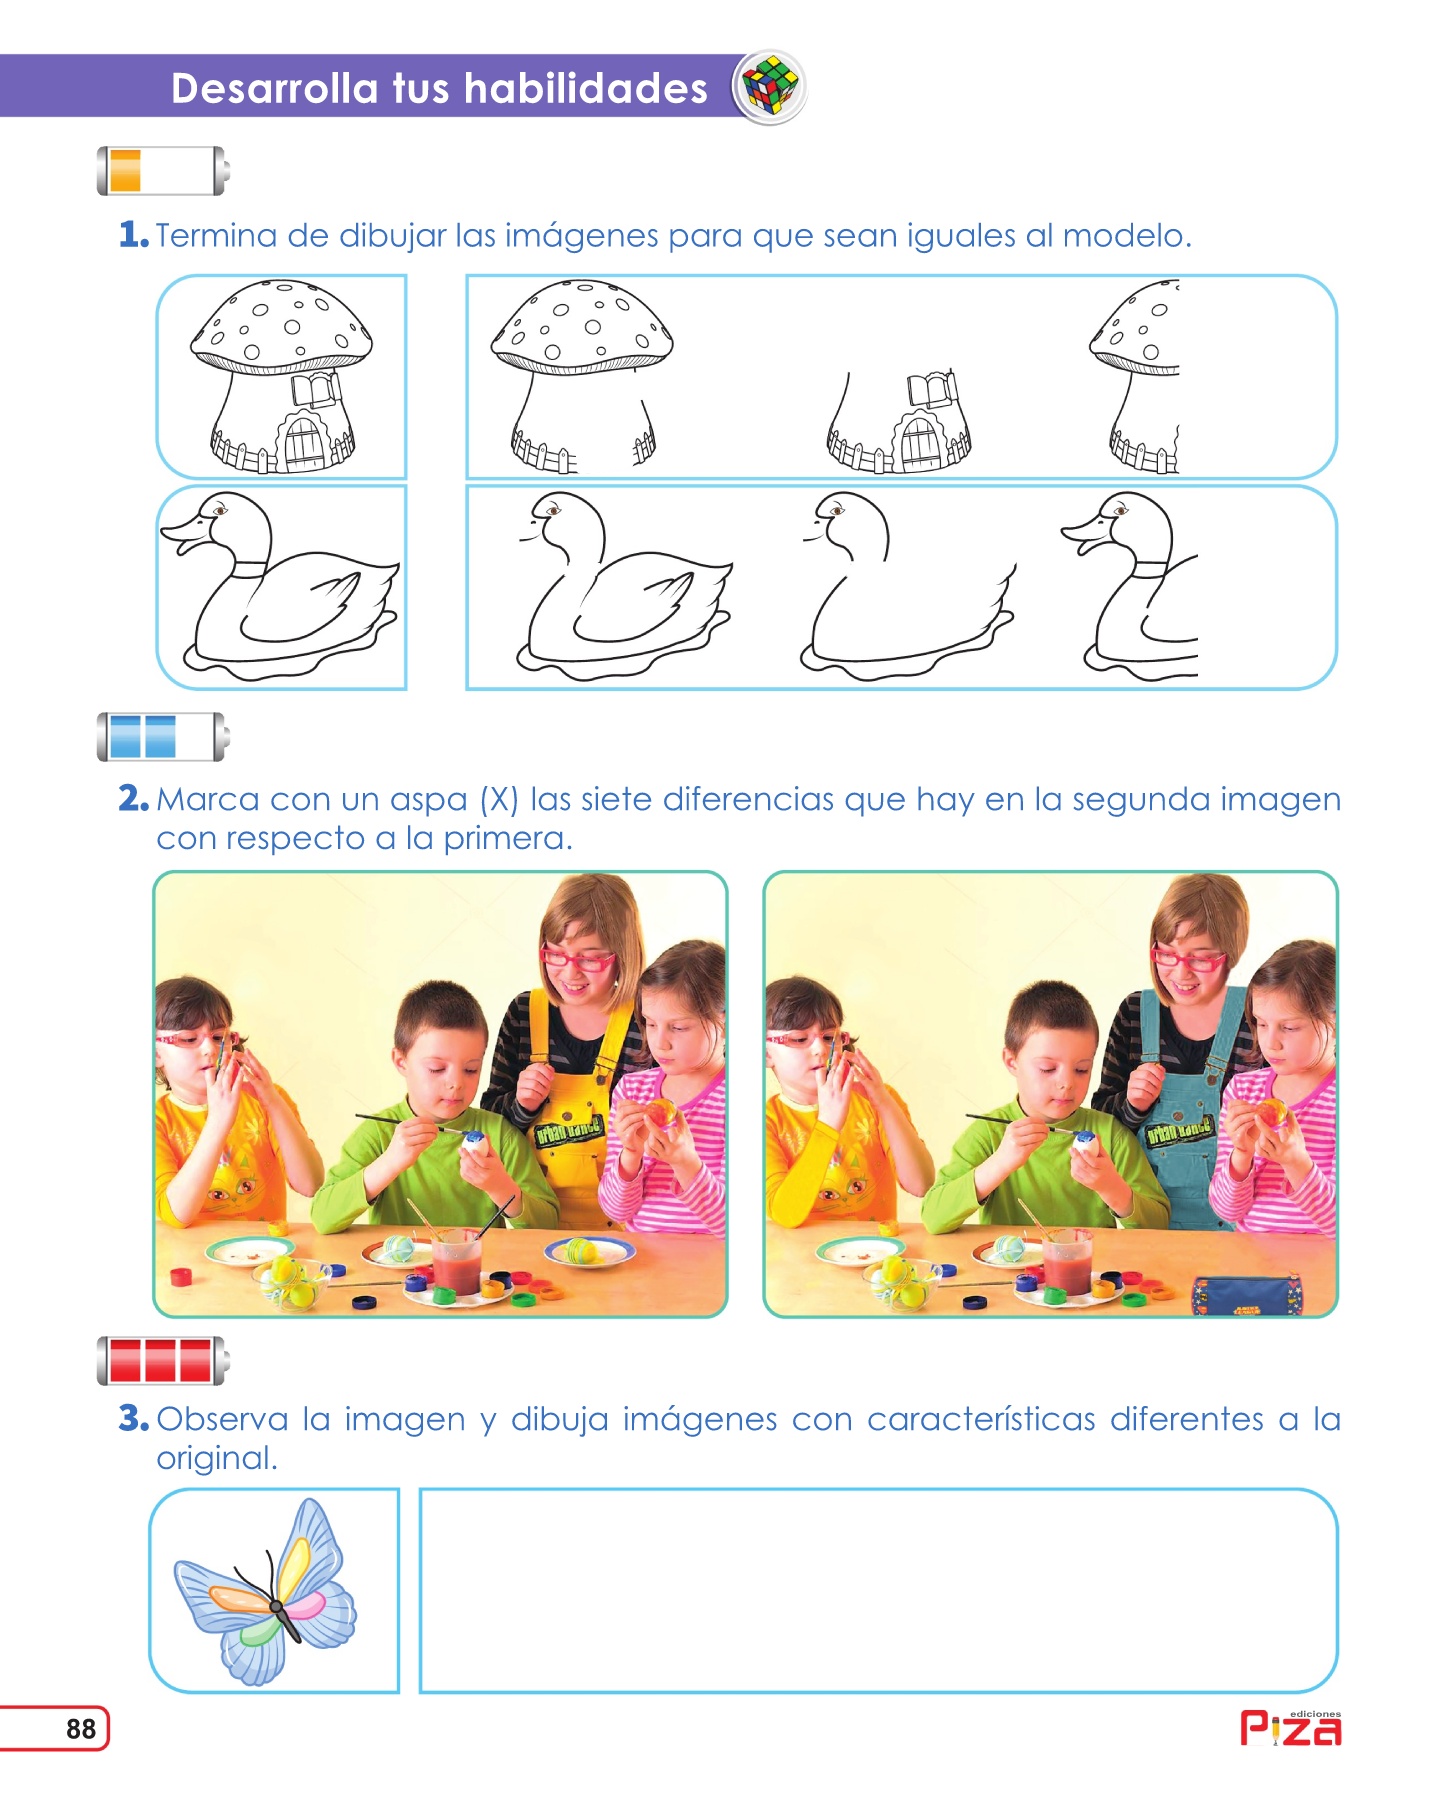 Desarrolla tus habilidades
1. Termina de dibujar las imágenes para que sean iguales al modelo.
2. Marca con un aspa (X) las siete diferencias que hay en la segunda imagen
con respecto a la primera.
urban dance
urban dance
3. Observa la imagen y dibuja imágenes con características diferentes a la
original.
88
ediciones
Piza